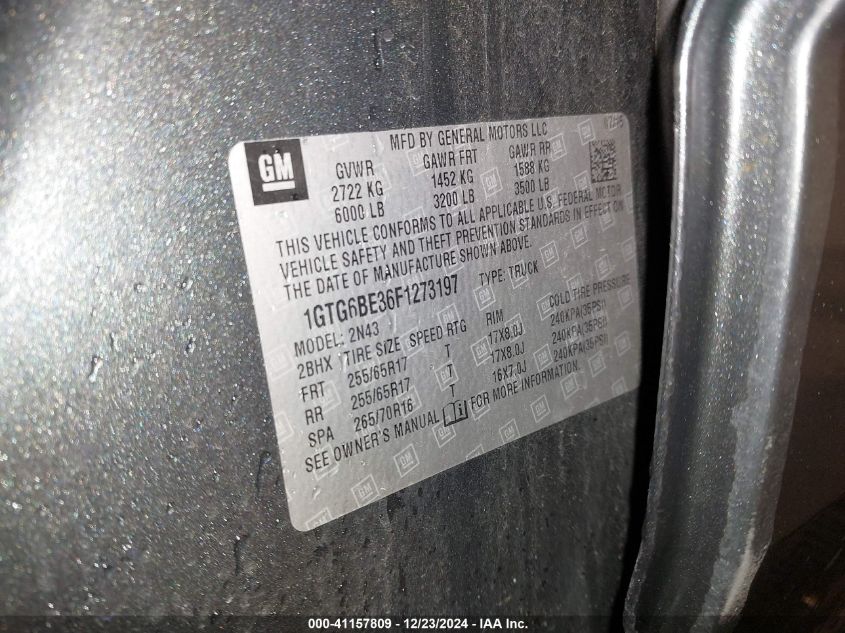 MFD BY GENERAL MOTORS LLC
GM
GVWR GAWR FRT GAWR RR
2722 KG 1452 KG 1588 KG
6000 LB 3200 LB 3500 LB
THIS VEHICLE CONFORMS TO ALL APPLICABLE U.S. FEDERAL MOTOR
VEHICLE SAFETY AND THEFT PREVENTION STANDARDS IN EFFECT ON
THE DATE OF MANUFACTURE SHOWN ABOVE.
1GTG6BE36F1273197 TYPE: TRUCK
MODEL: 2N43
2BHX TIRE SIZE SPEED RTG RIM COLD TIRE PRESSURE
FRT 255/65R17 T 17X8.0J 240KPA(35PSI)
RR 255/65R17 T 17X8.0J 240KPA(35PSI)
SPA 265/70R16 T 16X7.0J 240KPA(35PSI)
SEE OWNER'S MANUAL i FOR MORE INFORMATION.
000-41157809 - 12/23/2024 - IAA Inc.